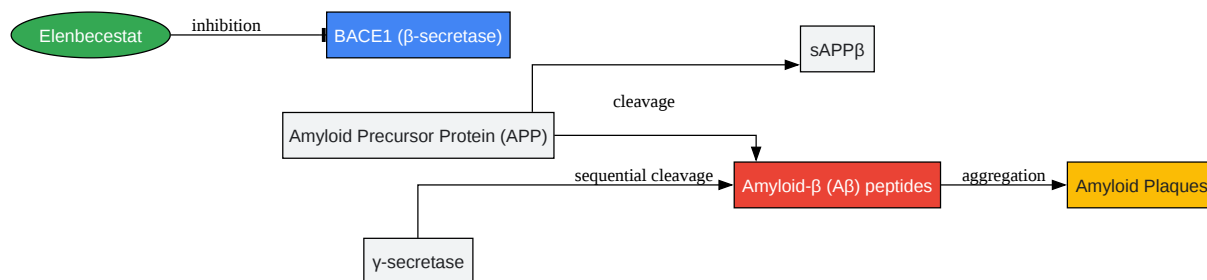 Elenbecestat
inhibition
BACE1 (β-secretase)
sAPPβ
cleavage
Amyloid Precursor Protein (APP)
sequential cleavage
Amyloid-β (Aβ) peptides
aggregation
Amyloid Plaques
γ-secretase